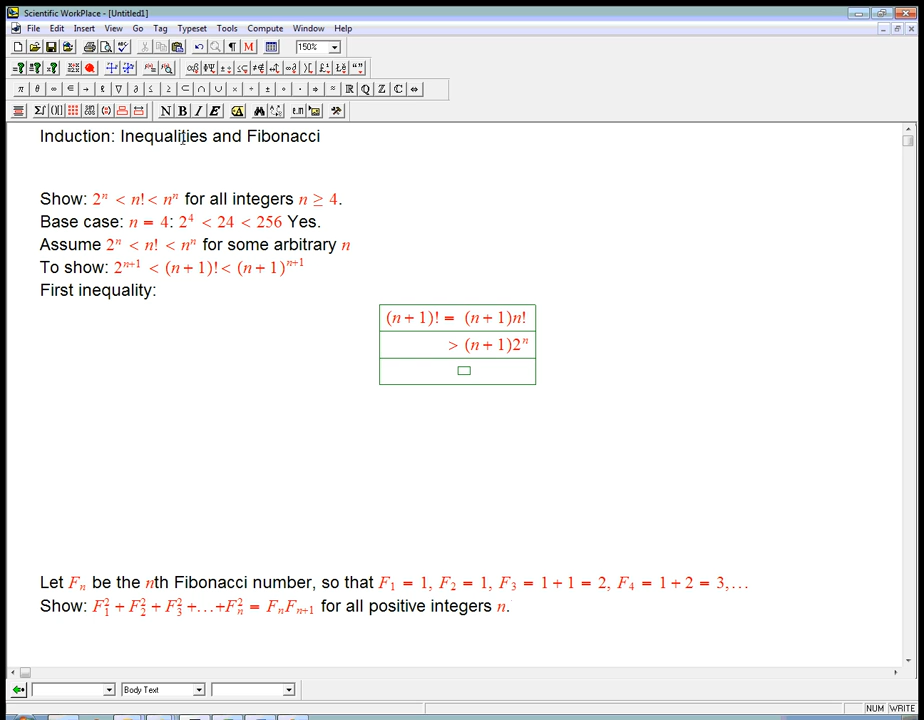 Scientific WorkPlace - [Untitled1]
File Edit Insert View Go Tag Typeset Tools Compute Window Help
150%
π θ ∞ ∈ → ℓ ∇ ∂ ≤ ≥ ⊂ ∩ ∪ × ÷ ± ∘ · ⇒ ≈ ℝ ℚ ℤ ℂ
N B I E
Induction: Inequalities and Fibonacci
Show: 2ⁿ < n! < nⁿ for all integers n ≥ 4.
Base case: n = 4: 2⁴ < 24 < 256 Yes.
Assume 2ⁿ < n! < nⁿ for some arbitrary n
To show: 2ⁿ⁺¹ < (n + 1)! < (n + 1)ⁿ⁺¹
First inequality:
(n + 1)! = (n + 1)n!
> (n + 1)2ⁿ
Let Fₙ be the nth Fibonacci number, so that F₁ = 1, F₂ = 1, F₃ = 1 + 1 = 2, F₄ = 1 + 2 = 3,…
Show: F₁² + F₂² + F₃² +…+Fₙ² = FₙFₙ₊₁ for all positive integers n.
Body Text
NUM WRITE